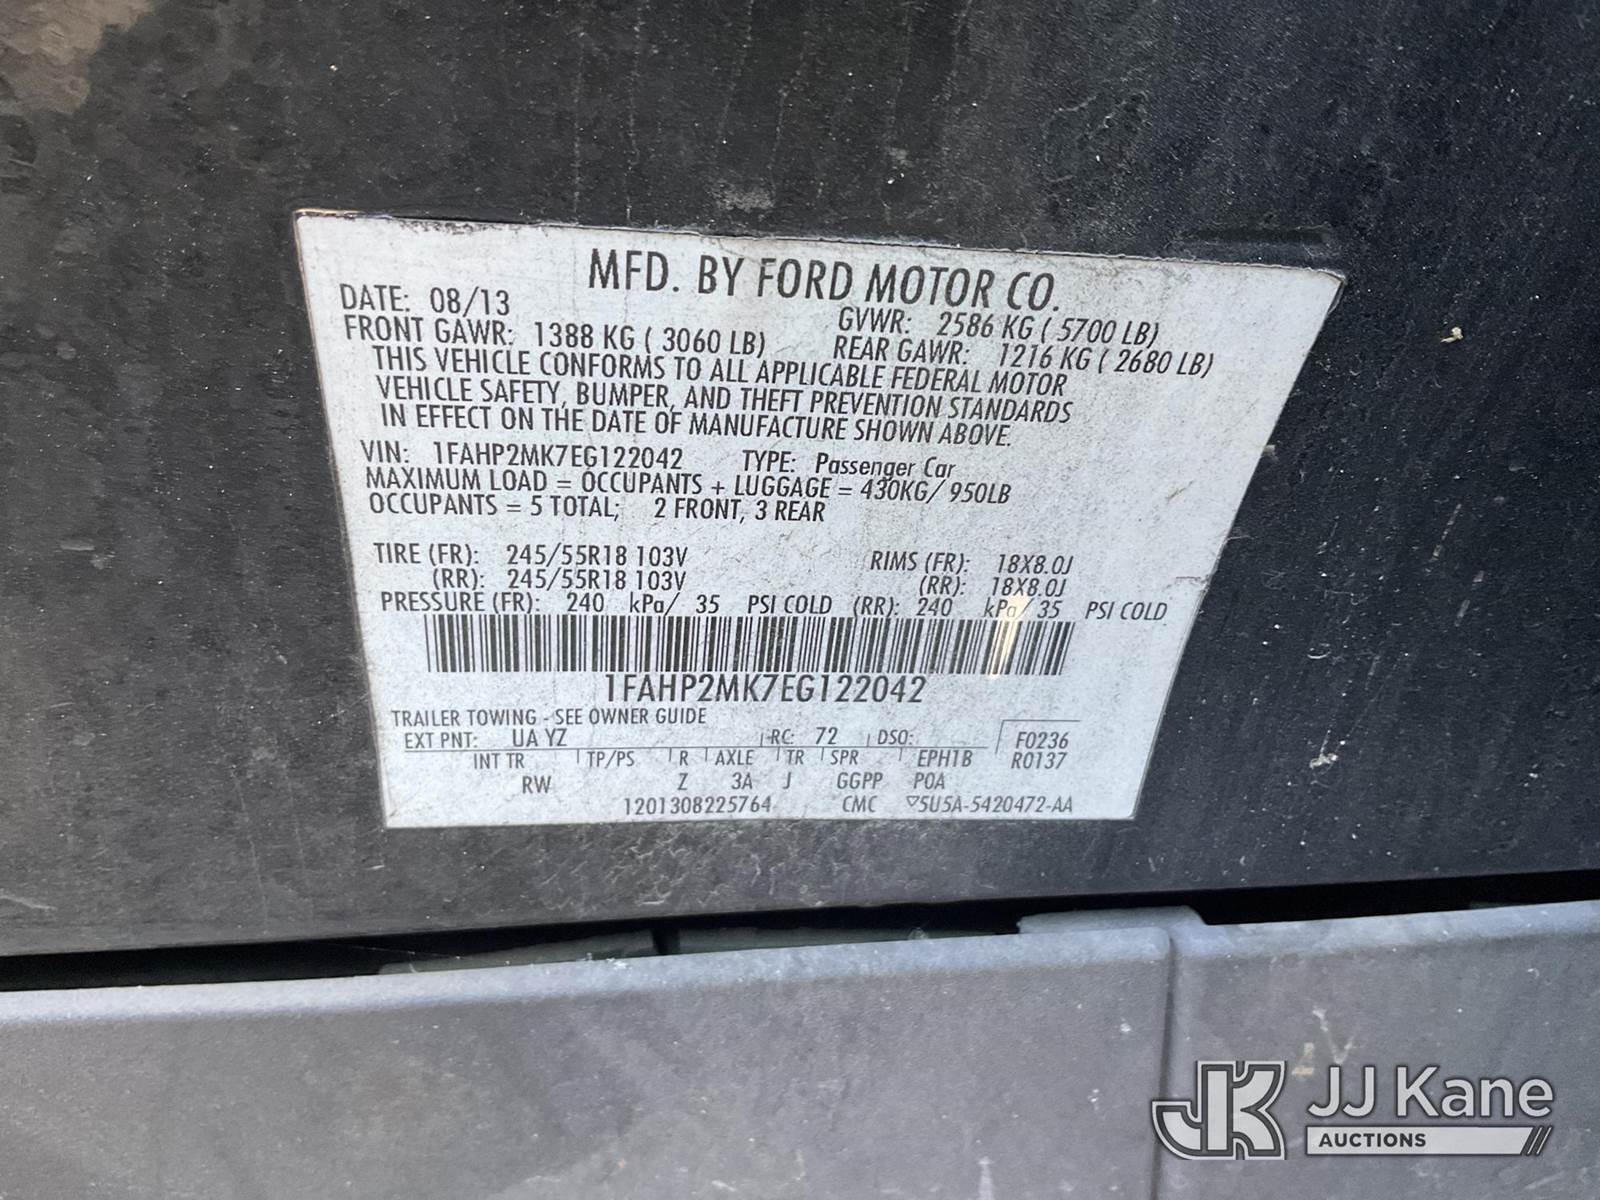 MFD. BY FORD MOTOR CO.
DATE: 08/13 GVWR: 2586 KG ( 5700 LB)
FRONT GAWR: 1388 KG ( 3060 LB) REAR GAWR: 1216 KG ( 2680 LB)
THIS VEHICLE CONFORMS TO ALL APPLICABLE FEDERAL MOTOR
VEHICLE SAFETY, BUMPER, AND THEFT PREVENTION STANDARDS
IN EFFECT ON THE DATE OF MANUFACTURE SHOWN ABOVE.
VIN: 1FAHP2MK7EG122042 TYPE: Passenger Car
MAXIMUM LOAD = OCCUPANTS + LUGGAGE = 430KG/ 950LB
OCCUPANTS = 5 TOTAL; 2 FRONT, 3 REAR
TIRE (FR): 245/55R18 103V RIMS (FR): 18X8.0J
(RR): 245/55R18 103V (RR): 18X8.0J
PRESSURE (FR): 240 kPa/ 35 PSI COLD (RR): 240 kPa/ 35 PSI COLD
1FAHP2MK7EG122042
TRAILER TOWING - SEE OWNER GUIDE
EXT PNT: UA YZ RC: 72 DSO: F0236
INT TR TP/PS R AXLE TR SPR EPH1B R0137
RW Z 3A J GGPP P0A
1201308225764 CMC ▽5U5A-5420472-AA
JK JJ Kane
AUCTIONS